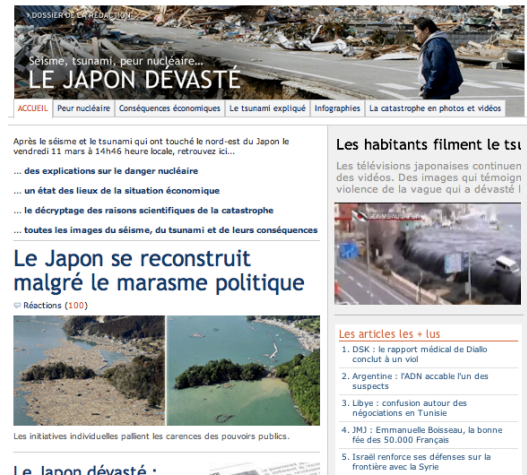 DOSSIER DE LA RÉDACTION
Séisme, tsunami, peur nucléaire...
LE JAPON DÉVASTÉ
ACCUEIL Peur nucléaire Conséquences économiques Le tsunami expliqué Infographies La catastrophe en photos et vidéos
Après le séisme et le tsunami qui ont touché le nord-est du Japon le
vendredi 11 mars à 14h46 heure locale, retrouvez ici...
... des explications sur le danger nucléaire
... un état des lieux de la situation économique
... le décryptage des raisons scientifiques de la catastrophe
... toutes les images du séisme, du tsunami et de leurs conséquences
Le Japon se reconstruit
malgré le marasme politique
Réactions (100)
Les initiatives individuelles pallient les carences des pouvoirs publics.
Le Japon dévasté :
Les habitants filment le tsu
Les télévisions japonaises continuen
des vidéos. Des images qui témoign
violence de la vague qui a dévasté l
Les articles les + lus
1. DSK : le rapport médical de Diallo
conclut à un viol
2. Argentine : l'ADN accable l'un des
suspects
3. Libye : confusion autour des
négociations en Tunisie
4. JMJ : Emmanuelle Boisseau, la bonne
fée des 50.000 Français
5. Israël renforce ses défenses sur la
frontière avec la Syrie